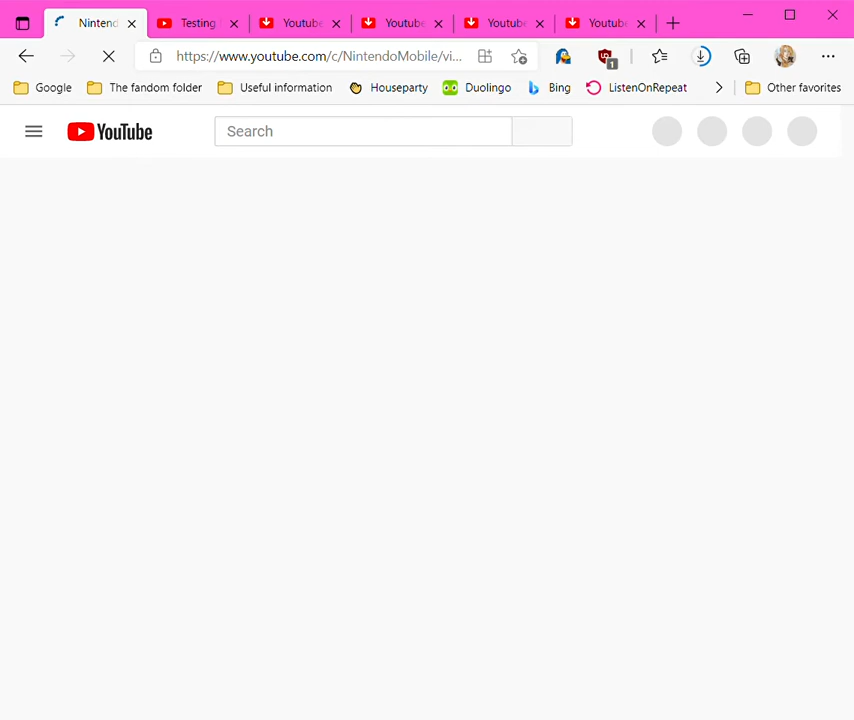 Nintend Testing Youtube Youtube Youtube Youtube
https://www.youtube.com/c/NintendoMobile/vi... 1
Google The fandom folder Useful information Houseparty Duolingo Bing ListenOnRepeat Other favorites
YouTube Search